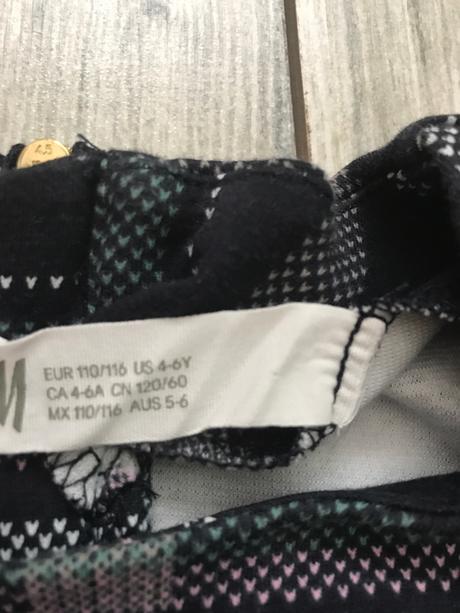 EUR 110/116 US 4-6Y
CA 4-6A CN 120/60
MX 110/116 AUS 5-6